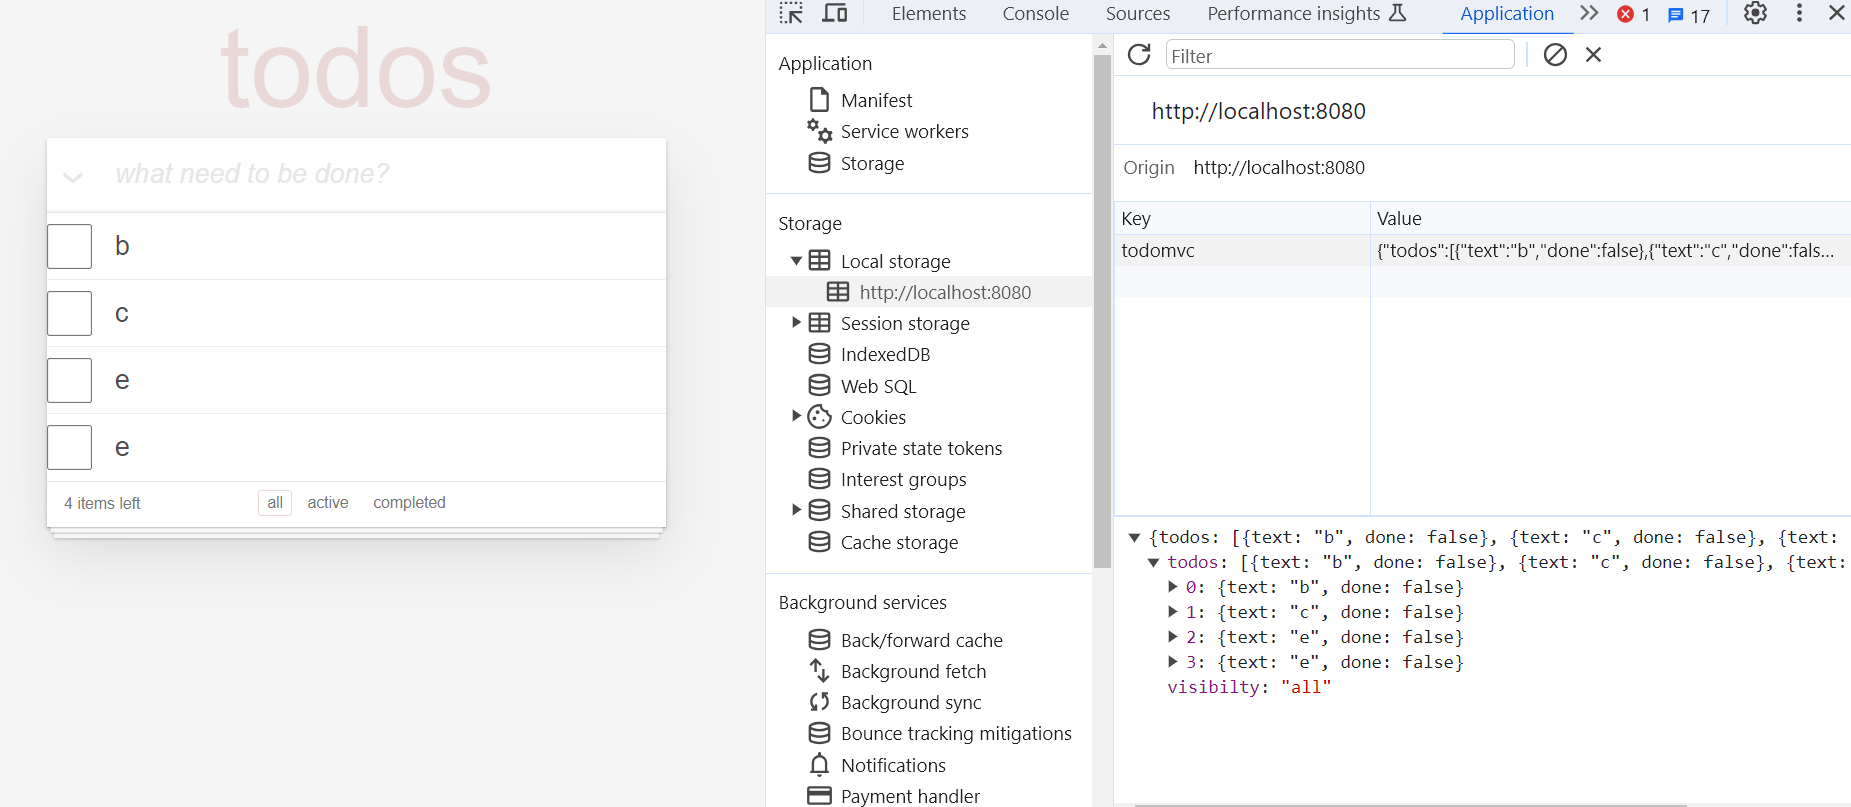 todos
what need to be done?
b
c
e
e
4 items left
all
active
completed
Elements
Console
Sources
Performance insights
Application
1
17
Application
Manifest
Service workers
Storage
Storage
Local storage
http://localhost:8080
Session storage
IndexedDB
Web SQL
Cookies
Private state tokens
Interest groups
Shared storage
Cache storage
Background services
Back/forward cache
Background fetch
Background sync
Bounce tracking mitigations
Notifications
Payment handler
Filter
http://localhost:8080
Origin http://localhost:8080
Key Value
todomvc {"todos":[{"text":"b","done":false},{"text":"c","done":fals...
{todos: [{text: "b", done: false}, {text: "c", done: false}, {text:
todos: [{text: "b", done: false}, {text: "c", done: false}, {text:
0: {text: "b", done: false}
1: {text: "c", done: false}
2: {text: "e", done: false}
3: {text: "e", done: false}
visibilty: "all"